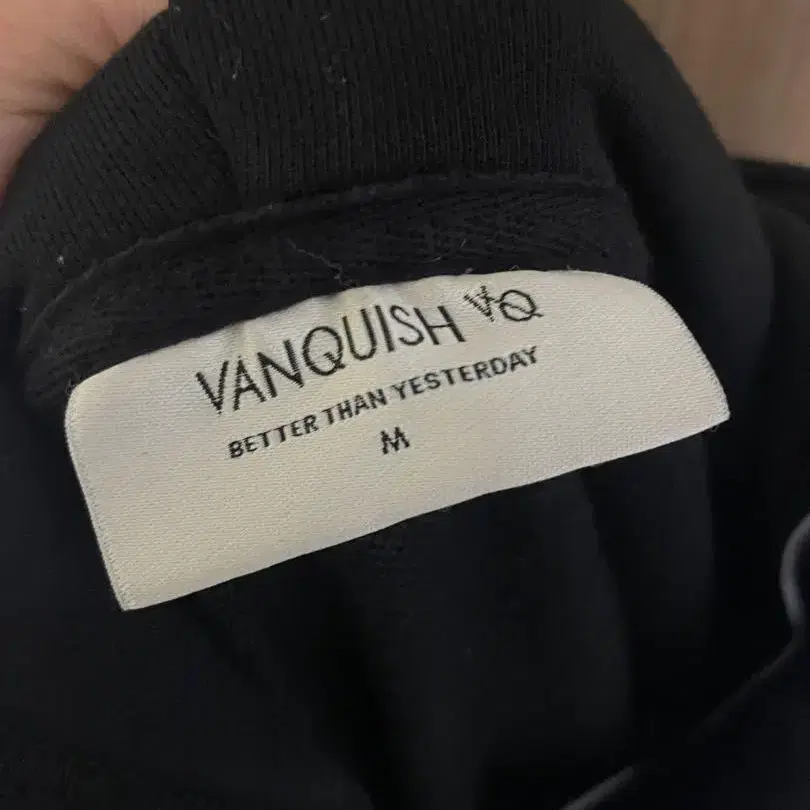 VANQUISH VQ
BETTER THAN YESTERDAY
M